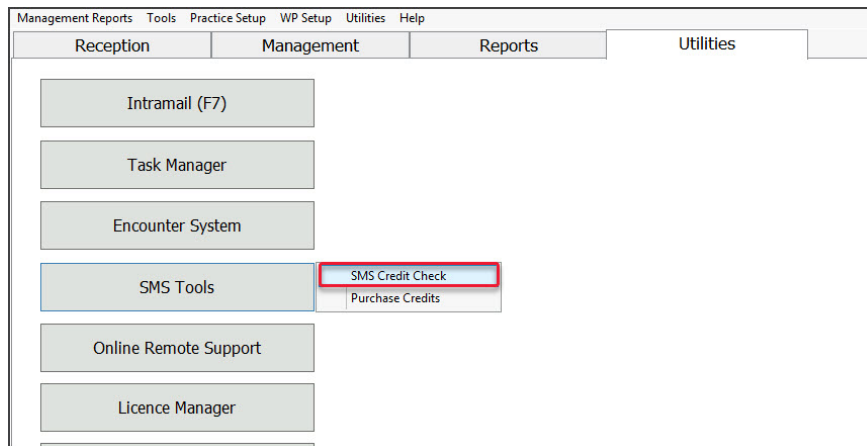 Management Reports Tools Practice Setup WP Setup Utilities Help
Reception Management Reports Utilities
Intramail (F7)
Task Manager
Encounter System
SMS Tools
SMS Credit Check
Purchase Credits
Online Remote Support
Licence Manager